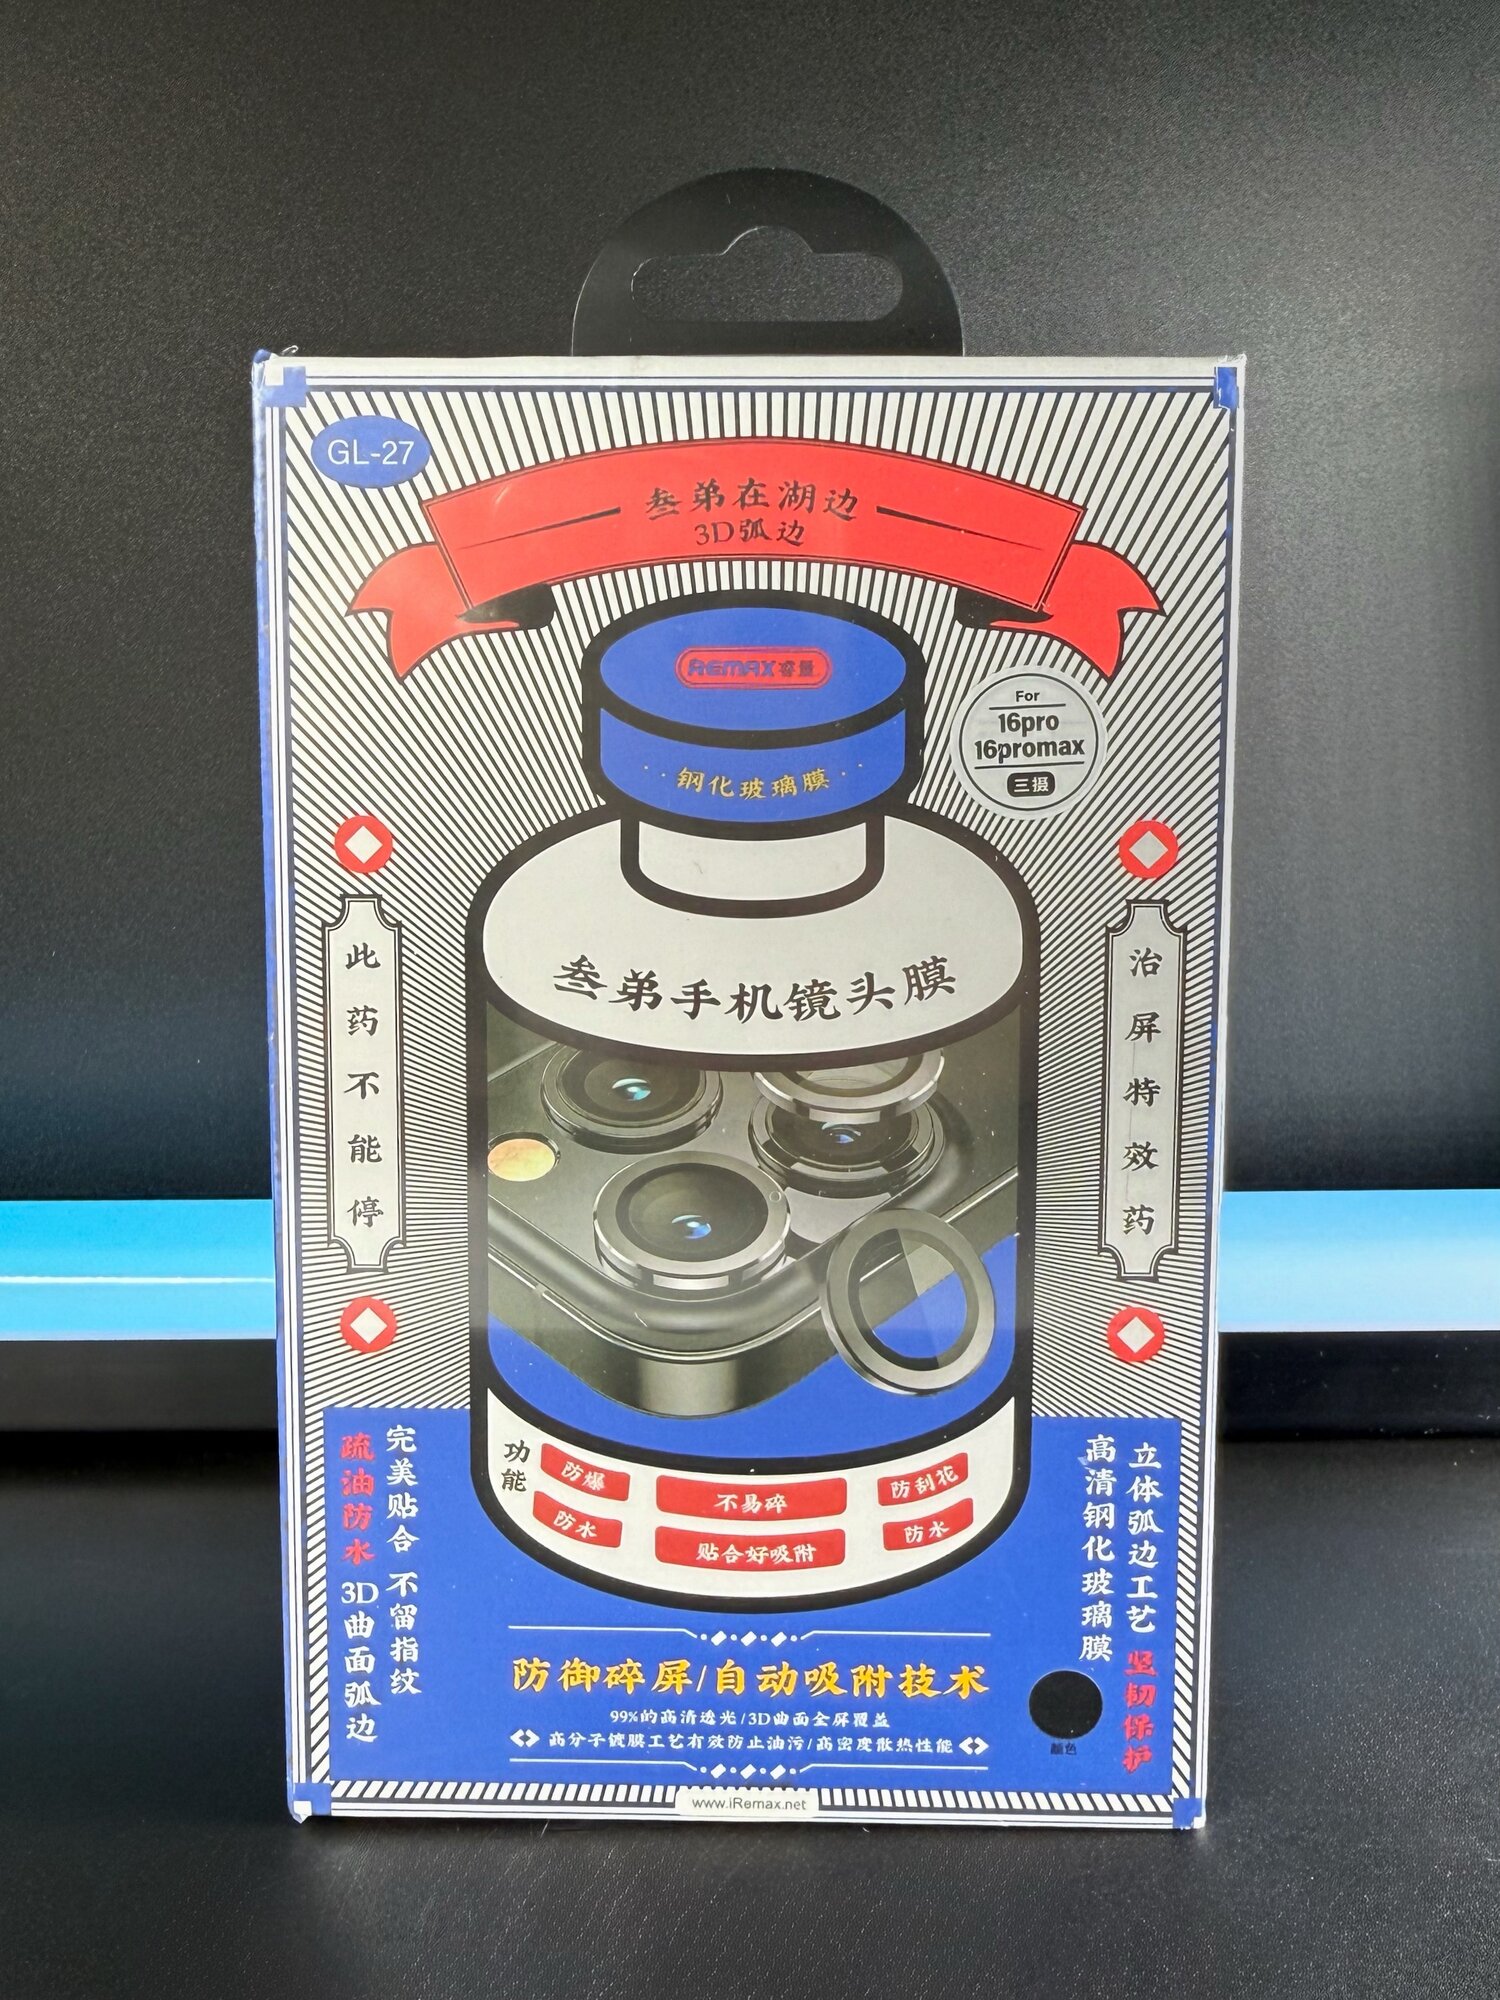 GL-27
叁弟在湖边
3D弧边
REMAX睿量
钢化玻璃膜
For
16pro
16promax
三摄
叁弟手机镜头膜
此药不能停
治屏特效药
功能
防爆
不易碎
防刮花
防水
贴合好吸附
防水
完美贴合 不留指纹
疏油防水 3D曲面弧边
立体弧边工艺 坚韧保护
高清钢化玻璃膜
颜色
防御碎屏/自动吸附技术
99%的高清透光/3D曲面全屏覆盖
高分子镀膜工艺有效防止油污/高密度散热性能
www.iRemax.net